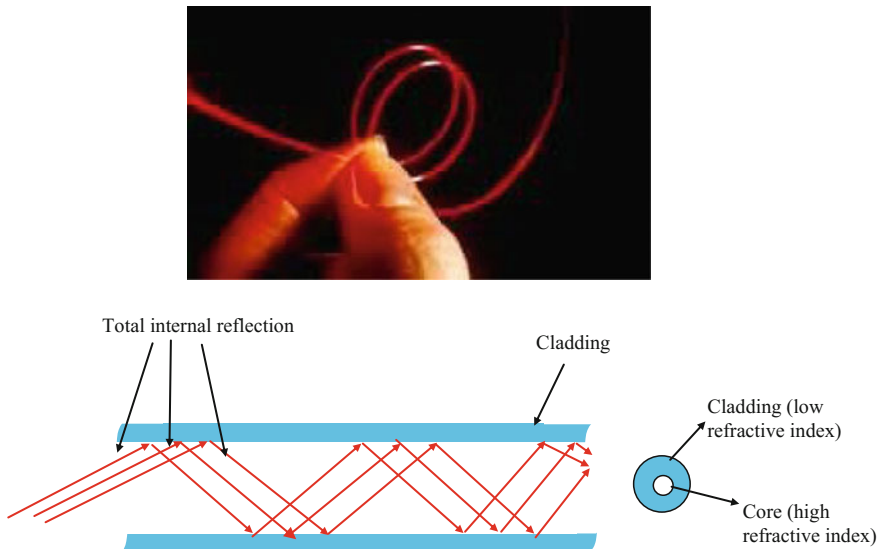 Total internal reflection
Cladding
Cladding (low
refractive index)
Core (high
refractive index)